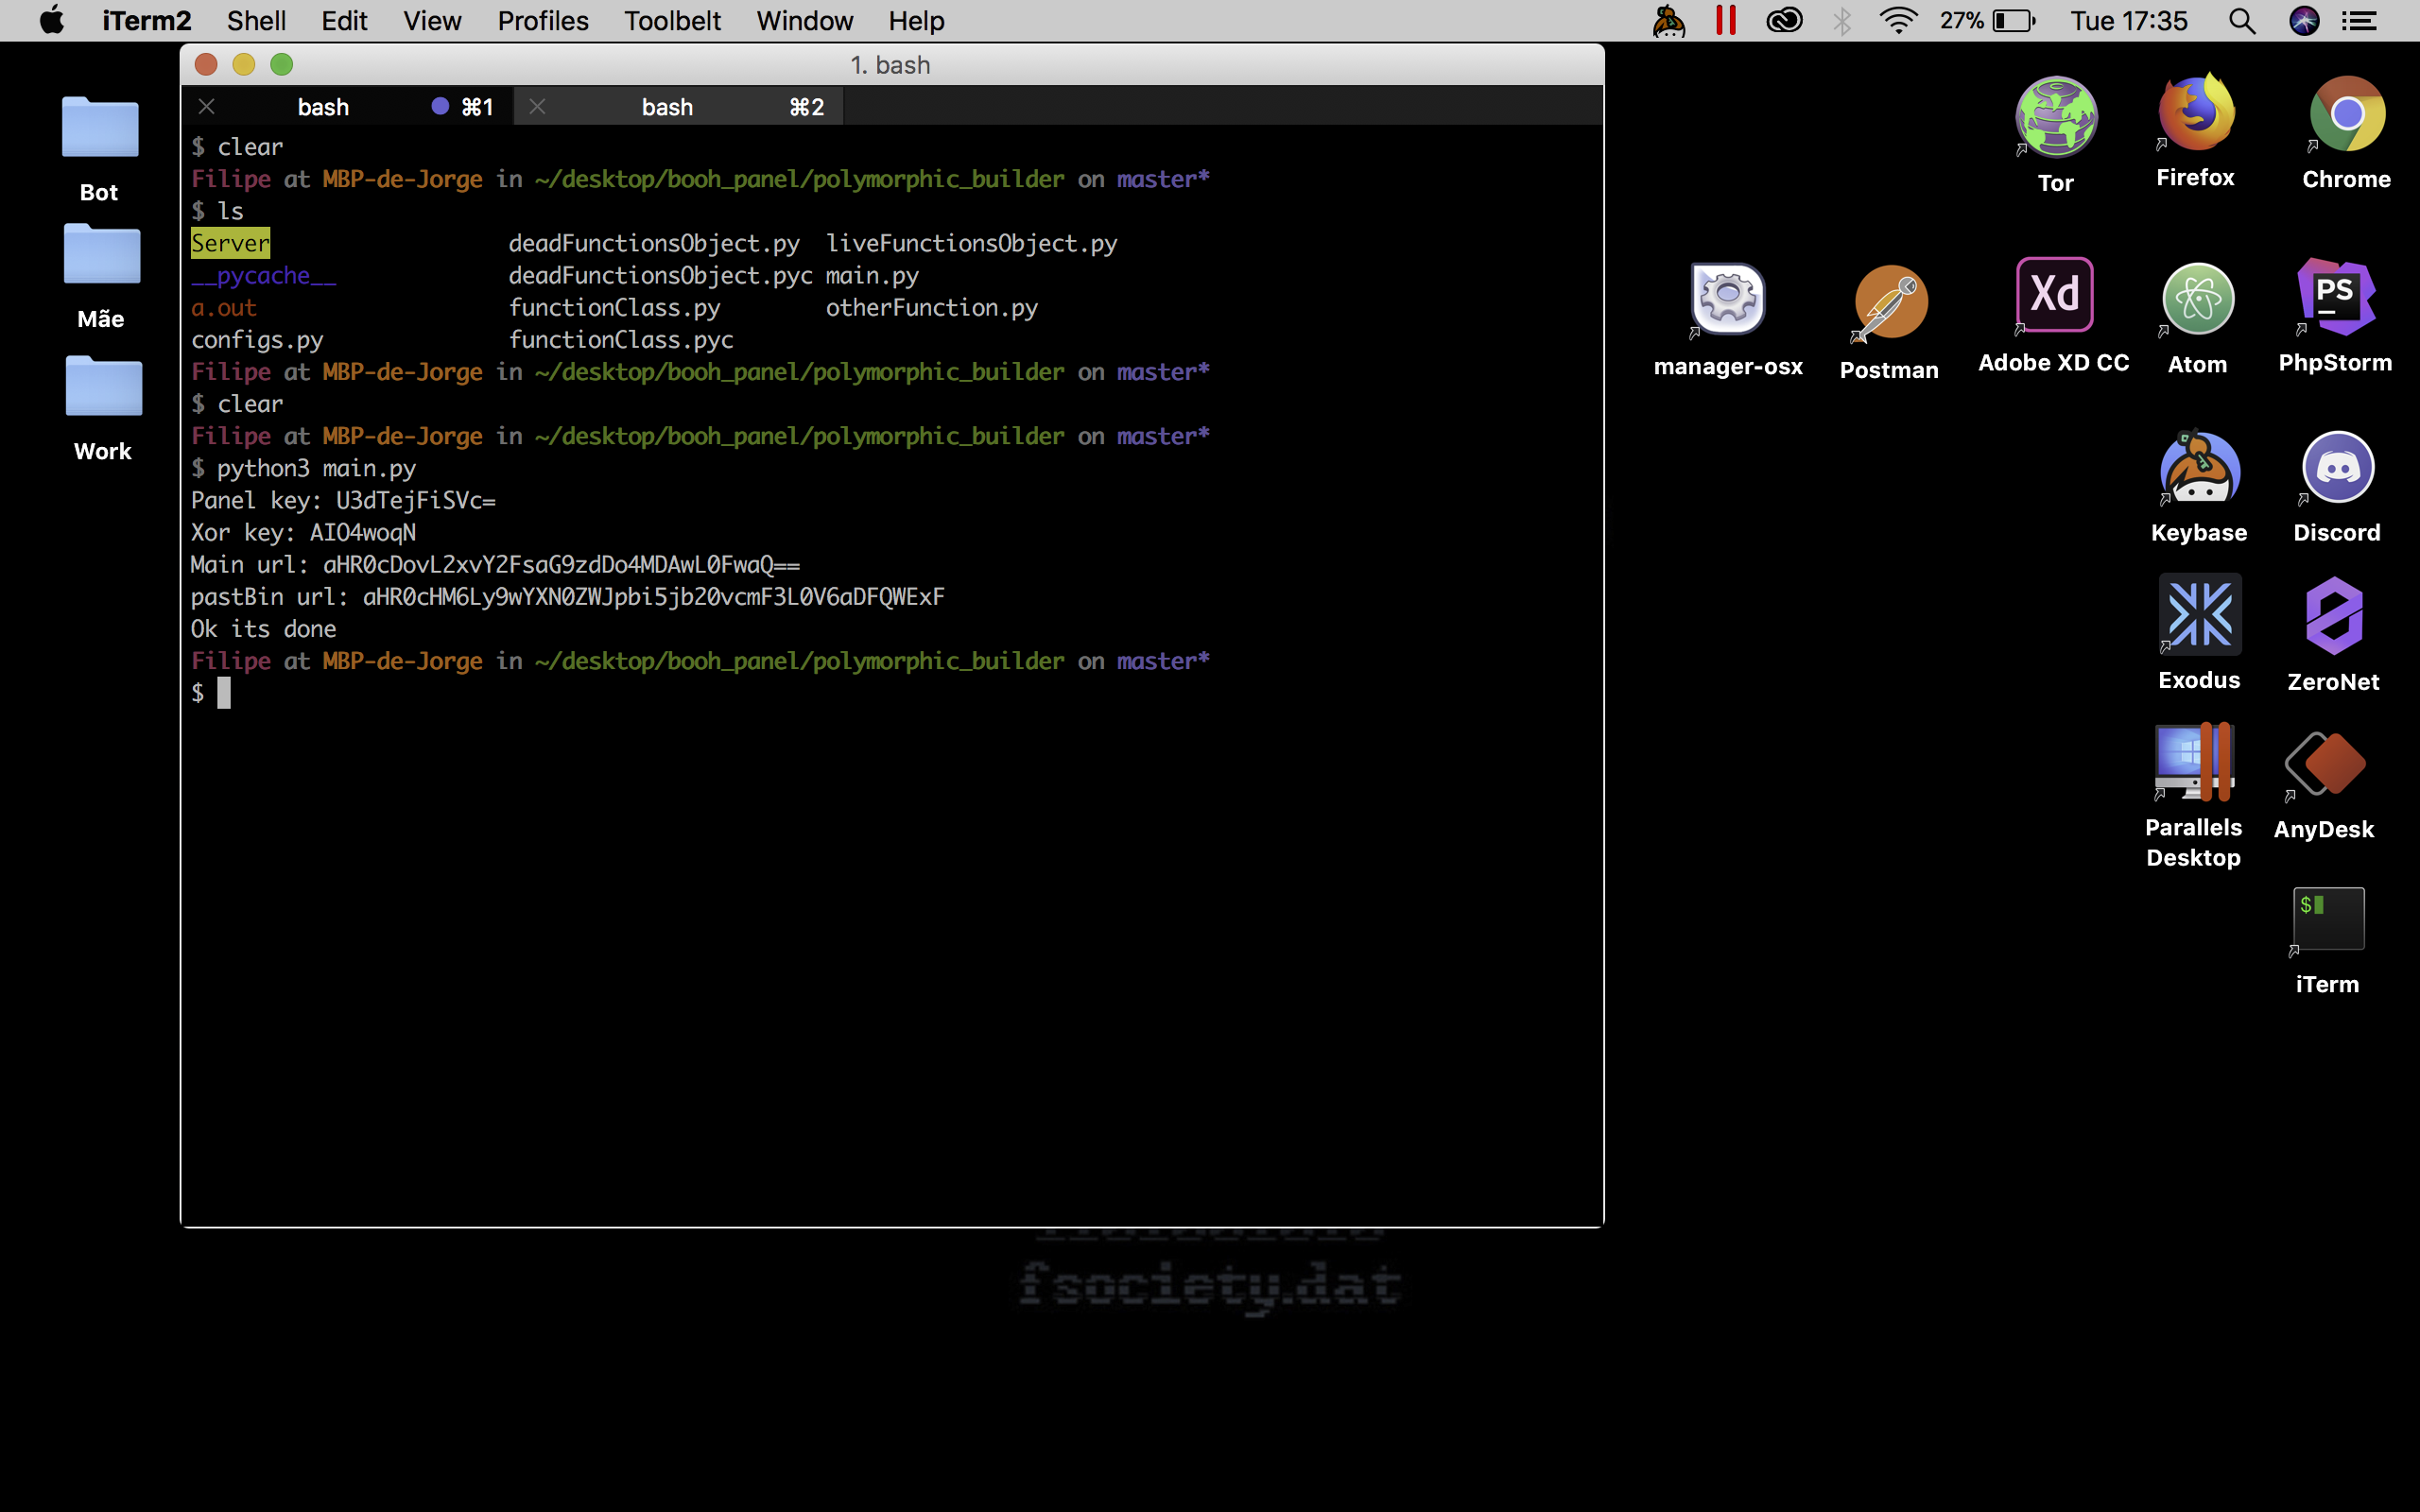 iTerm2 Shell Edit View Profiles Toolbelt Window Help 27% Tue 17:35
1. bash
bash ⌘1 bash ⌘2
$ clear
Filipe at MBP-de-Jorge in ~/desktop/booh_panel/polymorphic_builder on master*
$ ls
Server deadFunctionsObject.py liveFunctionsObject.py
__pycache__ deadFunctionsObject.pyc main.py
a.out functionClass.py otherFunction.py
configs.py functionClass.pyc
Filipe at MBP-de-Jorge in ~/desktop/booh_panel/polymorphic_builder on master*
$ clear
Filipe at MBP-de-Jorge in ~/desktop/booh_panel/polymorphic_builder on master*
$ python3 main.py
Panel key: U3dTejFiSVc=
Xor key: AIO4woqN
Main url: aHR0cDovL2xvY2FsaG9zdDo4MDAwL0FwaQ==
pastBin url: aHR0cHM6Ly9wYXN0ZWJpbi5jb20vcmF3L0V6aDFQWExF
Ok its done
Filipe at MBP-de-Jorge in ~/desktop/booh_panel/polymorphic_builder on master*
$
Bot
Mãe
Work
Tor Firefox Chrome
manager-osx Postman Xd Adobe XD CC Atom PS PhpStorm
Keybase Discord
Exodus ZeroNet
Parallels Desktop AnyDesk
$
iTerm
fsociety.dat